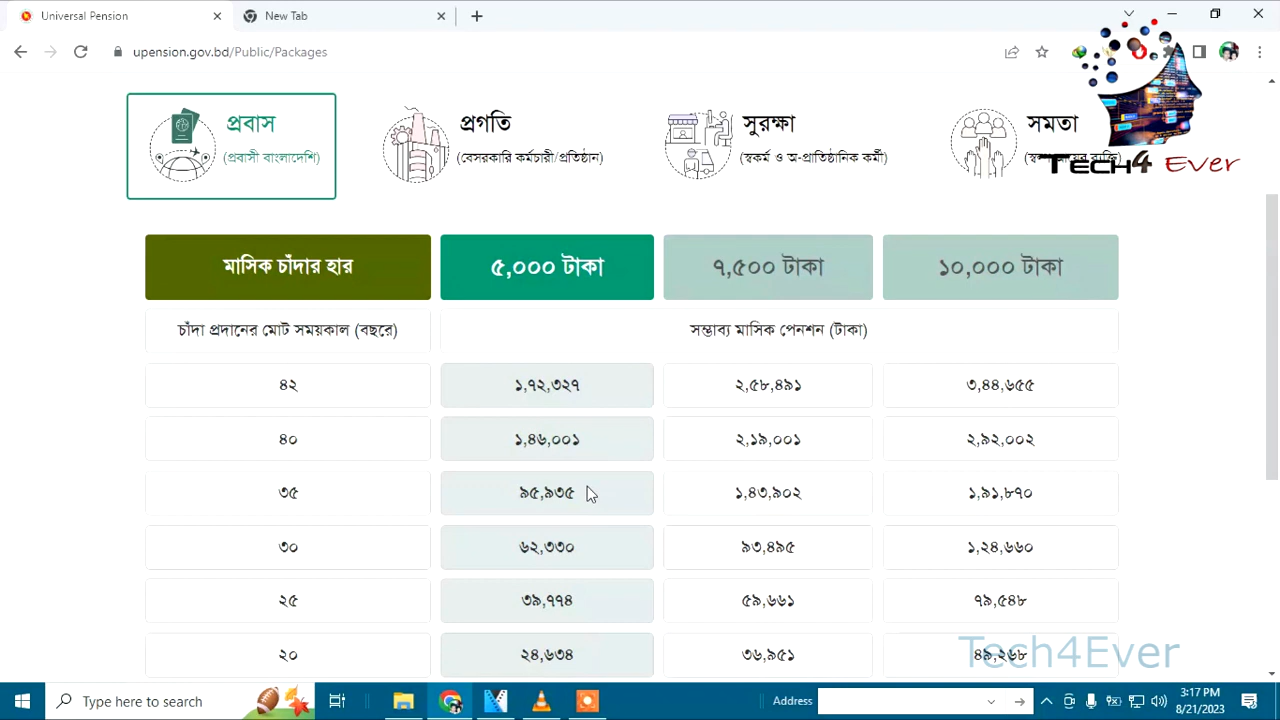 Universal Pension
New Tab
upension.gov.bd/Public/Packages
প্রবাস
(প্রবাসী বাংলাদেশি)
প্রগতি
(বেসরকারি কর্মচারী/প্রতিষ্ঠান)
সুরক্ষা
(স্বকর্ম ও অ-প্রাতিষ্ঠানিক কর্মী)
সমতা
Tech4 Ever
মাসিক চাঁদার হার ৫,০০০ টাকা ৭,৫০০ টাকা ১০,০০০ টাকা
চাঁদা প্রদানের মোট সময়কাল (বছরে) সম্ভাব্য মাসিক পেনশন (টাকা)
৪২ ১,৭২,৩২৭ ২,৫৮,৪৯১ ৩,৪৪,৬৫৫
৪০ ১,৪৬,০০১ ২,১৯,০০১ ২,৯২,০০২
৩৫ ৯৫,৯৩৫ ১,৪৩,৯০২ ১,৯১,৮৭০
৩০ ৬২,৩৩০ ৯৩,৪৯৫ ১,২৪,৬৬০
২৫ ৩৯,৭৭৪ ৫৯,৬৬১ ৭৯,৫৪৮
২০ ২৪,৬৩৪ ৩৬,৯৫১ ৪৯,২৬৮
Tech4Ever
Type here to search
Address
3:17 PM
8/21/2023